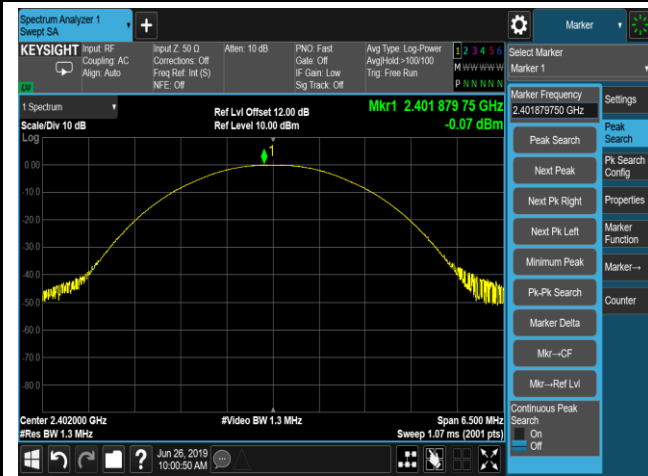 Spectrum Analyzer 1
Swept SA
Marker
KEYSIGHT
Input: RF
Coupling: AC
Align: Auto
Input Z: 50 Ω
Corrections: Off
Freq Ref: Int (S)
NFE: Off
Atten: 10 dB
PNO: Fast
Gate: Off
IF Gain: Low
Sig Track: Off
Avg Type: Log-Power
Avg|Hold:>100/100
Trig: Free Run
1 2 3 4 5 6
M W W W W W
P N N N N N
Select Marker
Marker 1
1 Spectrum
Scale/Div 10 dB
Log
Ref Lvl Offset 12.00 dB
Ref Level 10.00 dBm
Mkr1 2.401 879 75 GHz
-0.07 dBm
1
0.00
-10.0
-20.0
-30.0
-40.0
-50.0
-60.0
-70.0
-80.0
Center 2.402000 GHz
#Res BW 1.3 MHz
#Video BW 1.3 MHz
Span 6.500 MHz
Sweep 1.07 ms (2001 pts)
Marker Frequency
2.401879750 GHz
Peak Search
Next Peak
Next Pk Right
Next Pk Left
Minimum Peak
Pk-Pk Search
Marker Delta
Mkr→CF
Mkr→Ref Lvl
Continuous Peak
Search
On
Off
Settings
Peak
Search
Pk Search
Config
Properties
Marker
Function
Marker→
Counter
?
Jun 26, 2019
10:00:50 AM